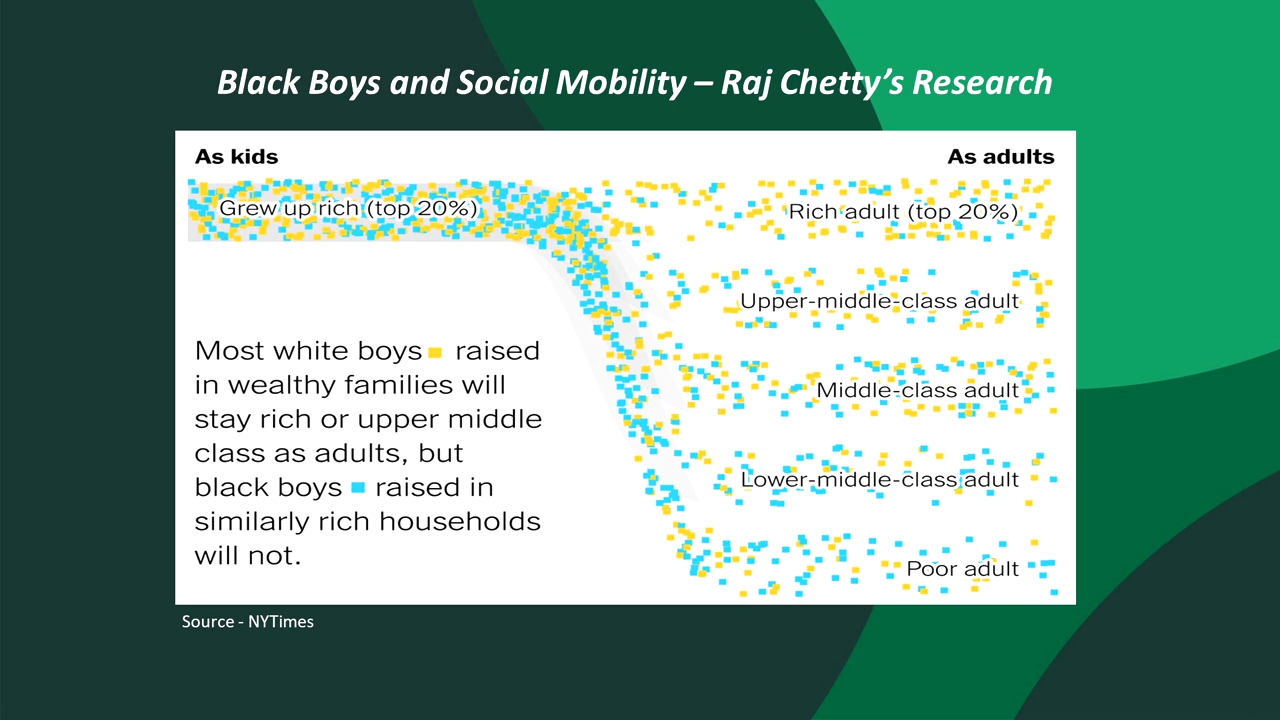 Black Boys and Social Mobility – Raj Chetty’s Research
As kids
As adults
Grew up rich (top 20%)
Rich adult (top 20%)
Upper-middle-class adult
Most white boys raised
in wealthy families will
stay rich or upper middle
class as adults, but
black boys raised in
similarly rich households
will not.
Middle-class adult
Lower-middle-class adult
Poor adult
Source - NYTimes